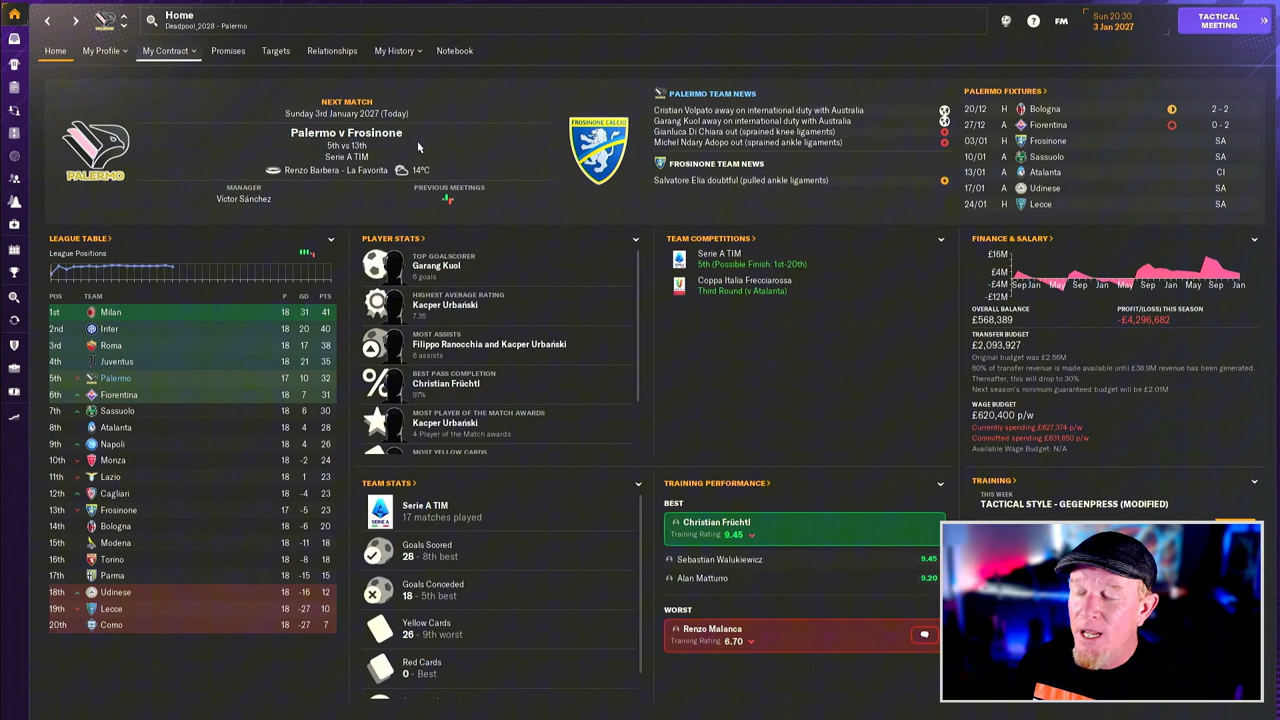 Home
Deadpool_2028 - Palermo
FM
Sun 20:30
3 Jan 2027
TACTICAL
MEETING
Home
My Profile
My Contract
Promises
Targets
Relationships
My History
Notebook
NEXT MATCH
Sunday 3rd January 2027 (Today)
Palermo v Frosinone
5th vs 13th
Serie A TIM
Renzo Barbera - La Favorita
14°C
MANAGER
Víctor Sánchez
PREVIOUS MEETINGS
PALERMO
FROSINONE CALCIO
PALERMO TEAM NEWS
Cristian Volpato away on international duty with Australia
Garang Kuol away on international duty with Australia
Gianluca Di Chiara out (sprained knee ligaments)
Michel Ndary Adopo out (sprained ankle ligaments)
FROSINONE TEAM NEWS
Salvatore Elia doubtful (pulled ankle ligaments)
PALERMO FIXTURES
20/12 H Bologna 2 - 2
27/12 A Fiorentina 0 - 2
03/01 H Frosinone SA
10/01 A Sassuolo SA
13/01 A Atalanta CI
17/01 A Udinese SA
24/01 H Lecce SA
LEAGUE TABLE
League Positions
POS TEAM P GD PTS
1st Milan 18 31 41
2nd Inter 18 20 40
3rd Roma 18 17 38
4th Juventus 18 21 35
5th Palermo 17 10 32
6th Fiorentina 18 7 31
7th Sassuolo 18 6 30
8th Atalanta 18 4 28
9th Napoli 18 4 26
10th Monza 18 -2 24
11th Lazio 18 1 23
12th Cagliari 18 -4 23
13th Frosinone 17 -5 23
14th Bologna 18 -6 20
15th Modena 18 -11 18
16th Torino 18 -8 18
17th Parma 18 -15 15
18th Udinese 18 -16 12
19th Lecce 18 -27 10
20th Como 18 -27 7
PLAYER STATS
TOP GOALSCORER
Garang Kuol
6 goals
HIGHEST AVERAGE RATING
Kacper Urbański
7.35
MOST ASSISTS
Filippo Ranocchia and Kacper Urbański
6 assists
BEST PASS COMPLETION
Christian Früchtl
97%
MOST PLAYER OF THE MATCH AWARDS
Kacper Urbański
4 Player of the Match awards
MOST YELLOW CARDS
TEAM STATS
SERIE A
Serie A TIM
17 matches played
Goals Scored
28 - 8th best
Goals Conceded
18 - 5th best
Yellow Cards
26 - 9th worst
Red Cards
0 - Best
TEAM COMPETITIONS
Serie A TIM
5th (Possible Finish: 1st-20th)
Coppa Italia Frecciarossa
Third Round (v Atalanta)
TRAINING PERFORMANCE
BEST
Christian Früchtl
Training Rating 9.45
Sebastian Walukiewicz 9.45
Alan Matturro 9.20
WORST
Renzo Malanca
Training Rating 6.70
FINANCE & SALARY
£16M
£4M
-£4M
-£12M
Sep Jan May Sep Jan May Sep Jan May Sep Jan
OVERALL BALANCE
£568,389
PROFIT/(LOSS) THIS SEASON
-£4,296,682
TRANSFER BUDGET
£2,093,927
Original budget was £2.56M
60% of transfer revenue is made available until £38.9M revenue has been generated.
Thereafter, this will drop to 30%.
Next season's minimum guaranteed budget will be £2.01M
WAGE BUDGET
£620,400 p/w
Currently spending £627,374 p/w
Committed spending £631,650 p/w
Available Wage Budget: N/A
TRAINING
THIS WEEK
TACTICAL STYLE - GEGENPRESS (MODIFIED)